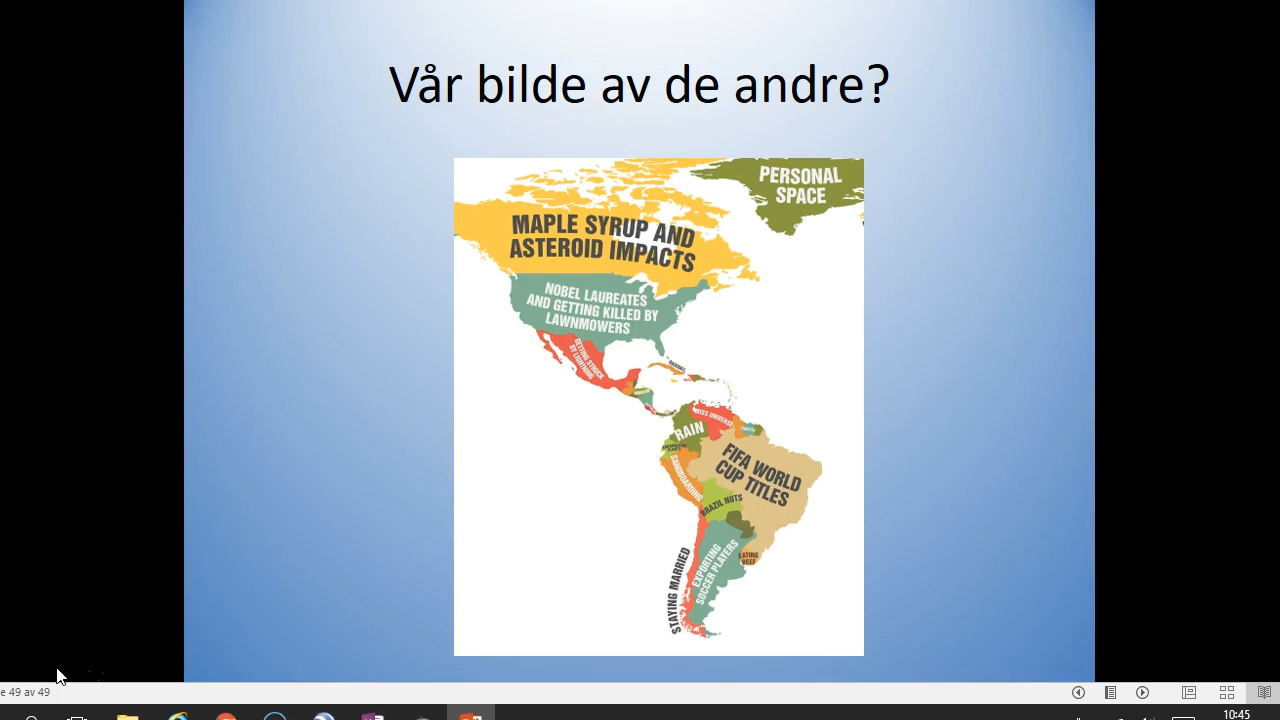 Vår bilde av de andre?
PERSONAL
SPACE
MAPLE SYRUP AND
ASTEROID IMPACTS
NOBEL LAUREATES
AND GETTING KILLED BY
LAWNMOWERS
GETTING STRUCK
BY LIGHTNING
MISS UNIVERSE
RAIN
FIFA WORLD
CUP TITLES
SANDBOARDING
BRAZIL NUTS
EXPORTING
SOCCER PLAYERS
EATING
BEEF
STAYING MARRIED
e 49 av 49
10:45